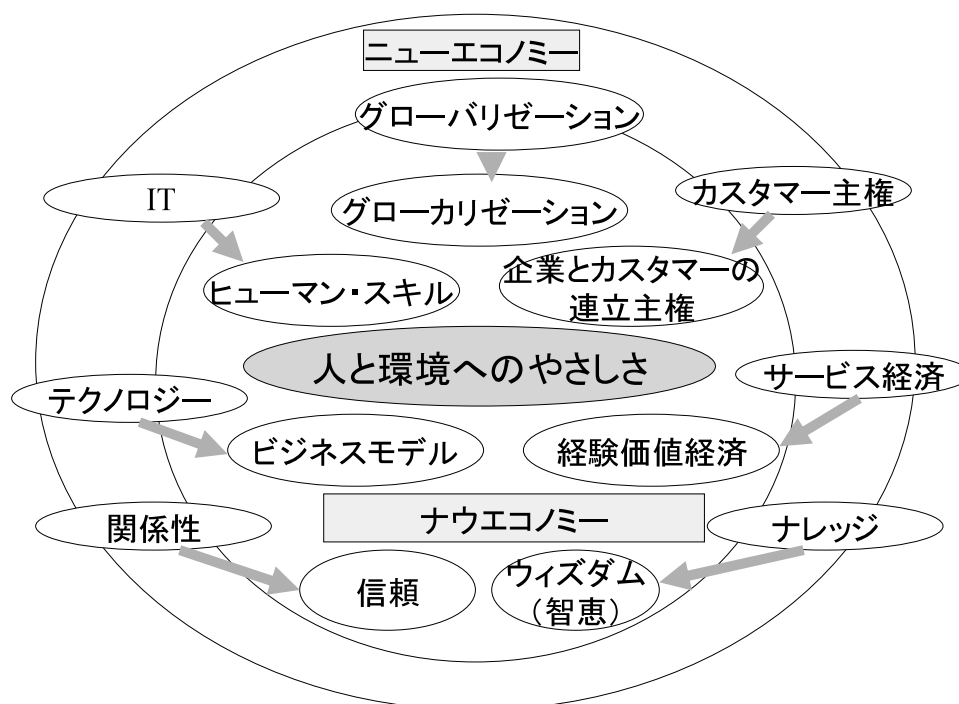 ニューエコノミー
グローバリゼーション
IT
カスタマー主権
グローカリゼーション
ヒューマン・スキル
企業とカスタマーの
連立主権
人と環境へのやさしさ
サービス経済
テクノロジー
ビジネスモデル
経験価値経済
ナウエコノミー
関係性
ナレッジ
信頼
ウィズダム
（智恵）